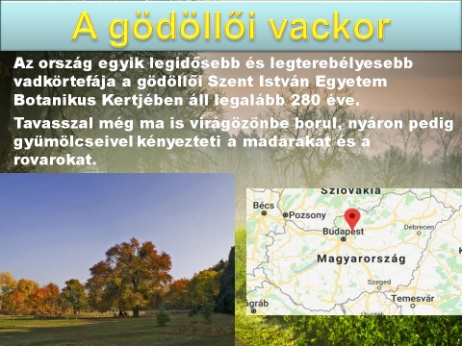 A gödöllői vackor
Az ország egyik legidősebb és legterebélyesebb
vadkörtefája a gödöllői Szent István Egyetem
Botanikus Kertjében áll legalább 280 éve.
Tavasszal még ma is virágözönbe borul, nyáron pedig
gyümölcseivel kényezteti a madarakat és a
rovarokat.
Szlovákia
Bécs
Pozsony
Budapest
Debrecen
Magyarország
Szeged
Temesvár
ágráb